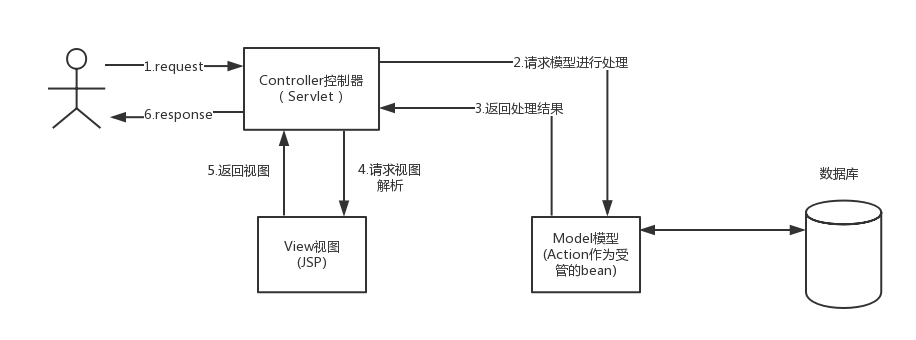 1.request
Controller控制器
（Servlet）
2.请求模型进行处理
3.返回处理结果
6.response
5.返回视图
4.请求视图
解析
数据库
View视图
(JSP)
Model模型
(Action作为受
管的bean)